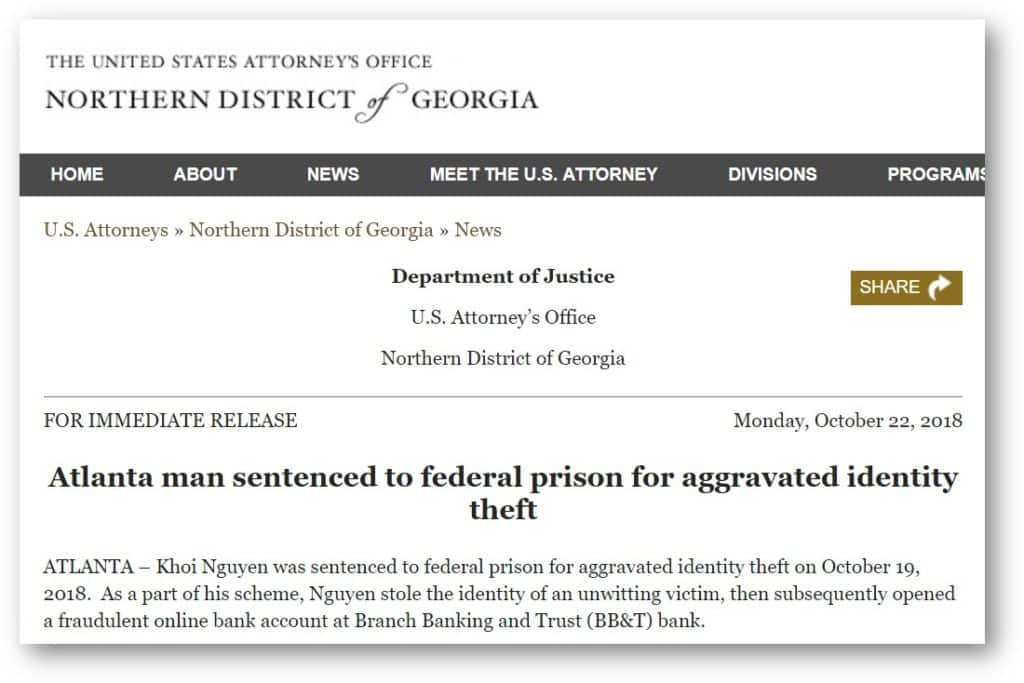 THE UNITED STATES ATTORNEY'S OFFICE
NORTHERN DISTRICT of GEORGIA
HOME ABOUT NEWS MEET THE U.S. ATTORNEY DIVISIONS PROGRAMS
U.S. Attorneys » Northern District of Georgia » News
Department of Justice
SHARE
U.S. Attorney’s Office
Northern District of Georgia
FOR IMMEDIATE RELEASE Monday, October 22, 2018
Atlanta man sentenced to federal prison for aggravated identity
theft
ATLANTA – Khoi Nguyen was sentenced to federal prison for aggravated identity theft on October 19,
2018.  As a part of his scheme, Nguyen stole the identity of an unwitting victim, then subsequently opened
a fraudulent online bank account at Branch Banking and Trust (BB&T) bank.